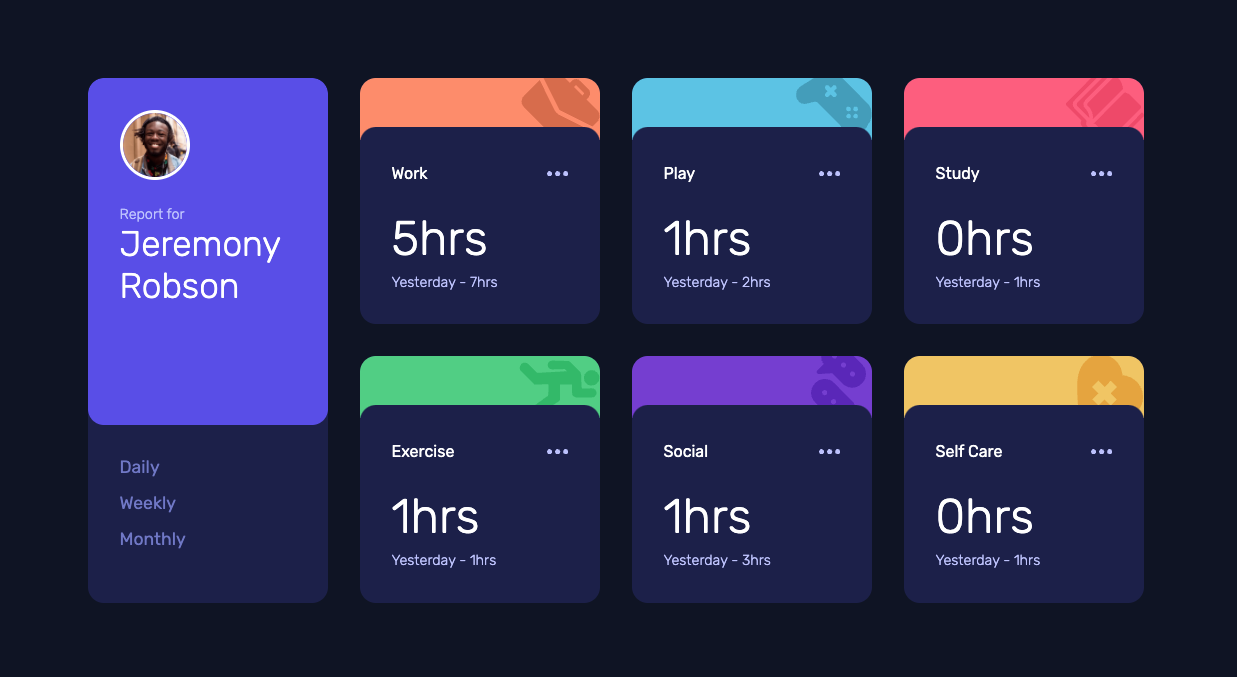 Report for
Jeremony
Robson
Daily
Weekly
Monthly
Work
5hrs
Yesterday - 7hrs
Play
1hrs
Yesterday - 2hrs
Study
0hrs
Yesterday - 1hrs
Exercise
1hrs
Yesterday - 1hrs
Social
1hrs
Yesterday - 3hrs
Self Care
0hrs
Yesterday - 1hrs